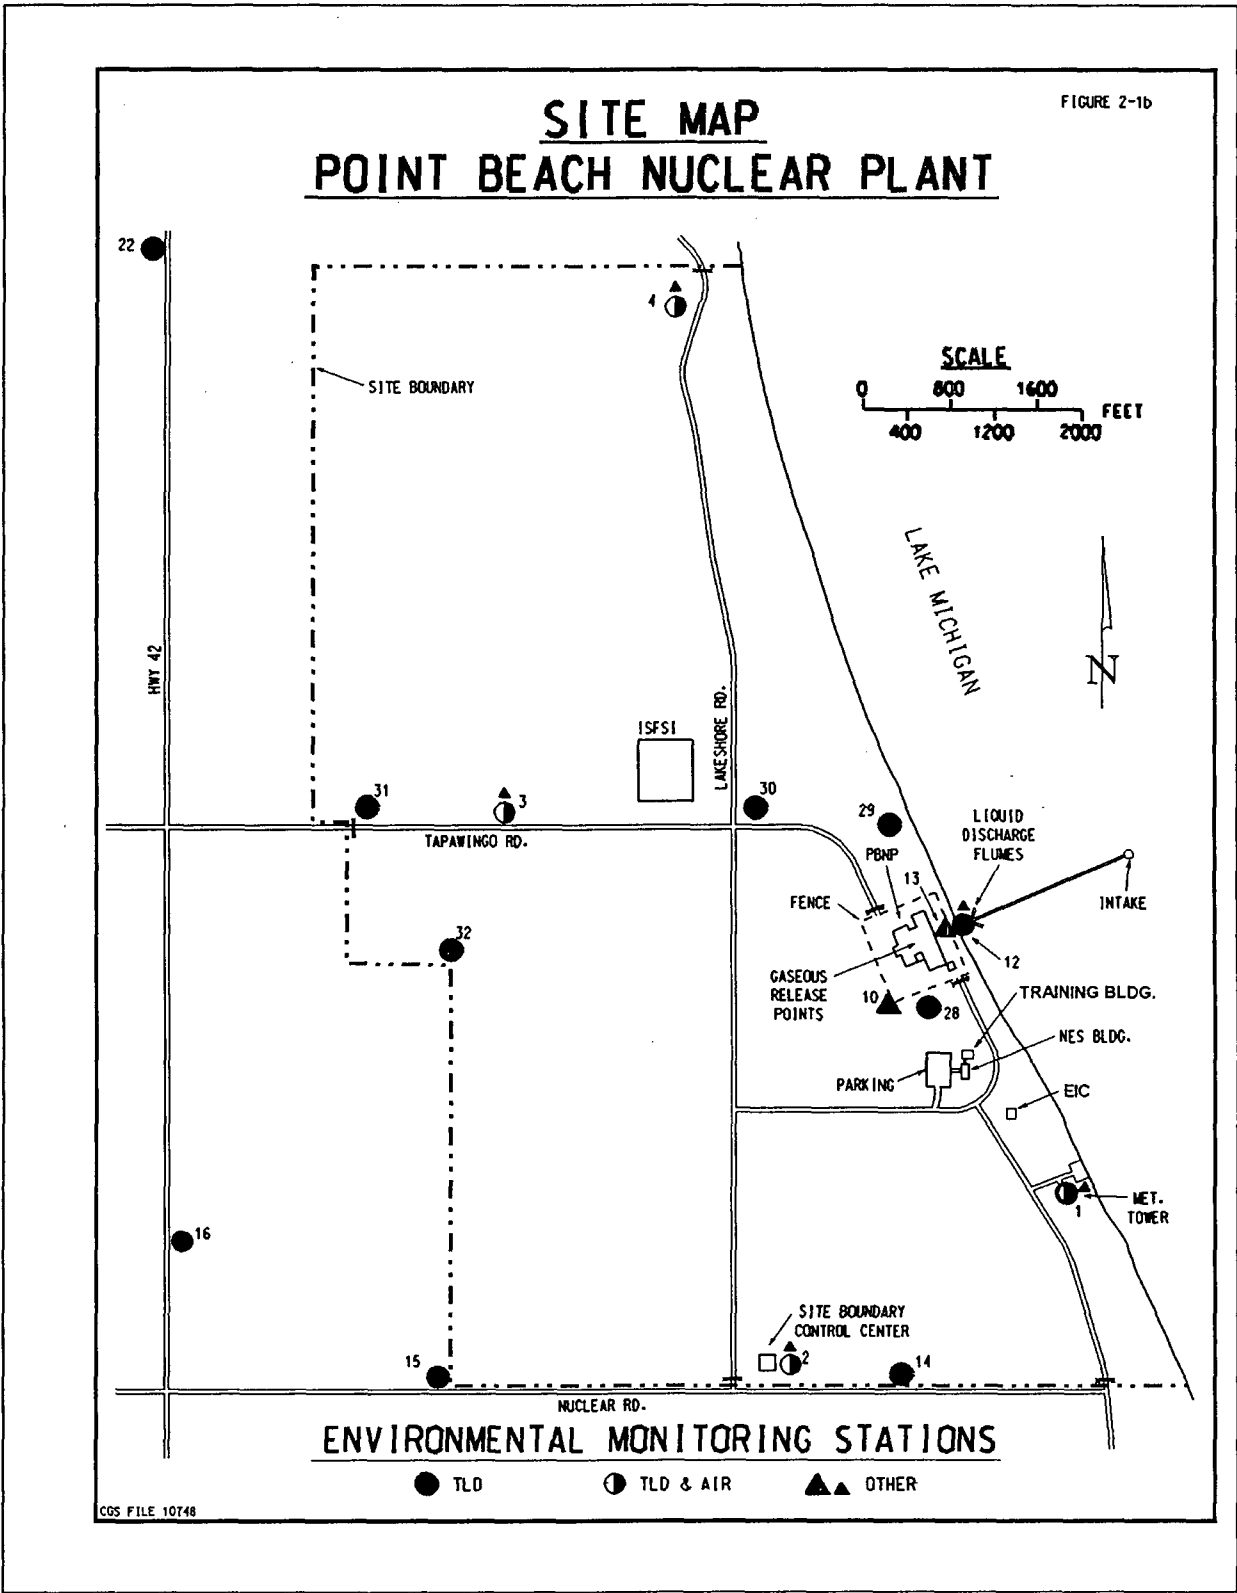 FIGURE 2-1b
SITE MAP
POINT BEACH NUCLEAR PLANT
22
4
SITE BOUNDARY
SCALE
0 800 1600
FEET
400 1200 2000
LAKE MICHIGAN
N
HWY 42
LAKESHORE RD.
ISFSI
31
3
30
29
TAPAWINGO RD.
LIQUID
DISCHARGE
FLUMES
PBNP
13
FENCE
INTAKE
32
12
GASEOUS
RELEASE
POINTS
10
28
TRAINING BLDG.
NES BLDG.
PARKING
EIC
1
MET.
TOWER
16
SITE BOUNDARY
CONTROL CENTER
2
15
14
NUCLEAR RD.
ENVIRONMENTAL MONITORING STATIONS
TLD
TLD & AIR
OTHER
CGS FILE 10748